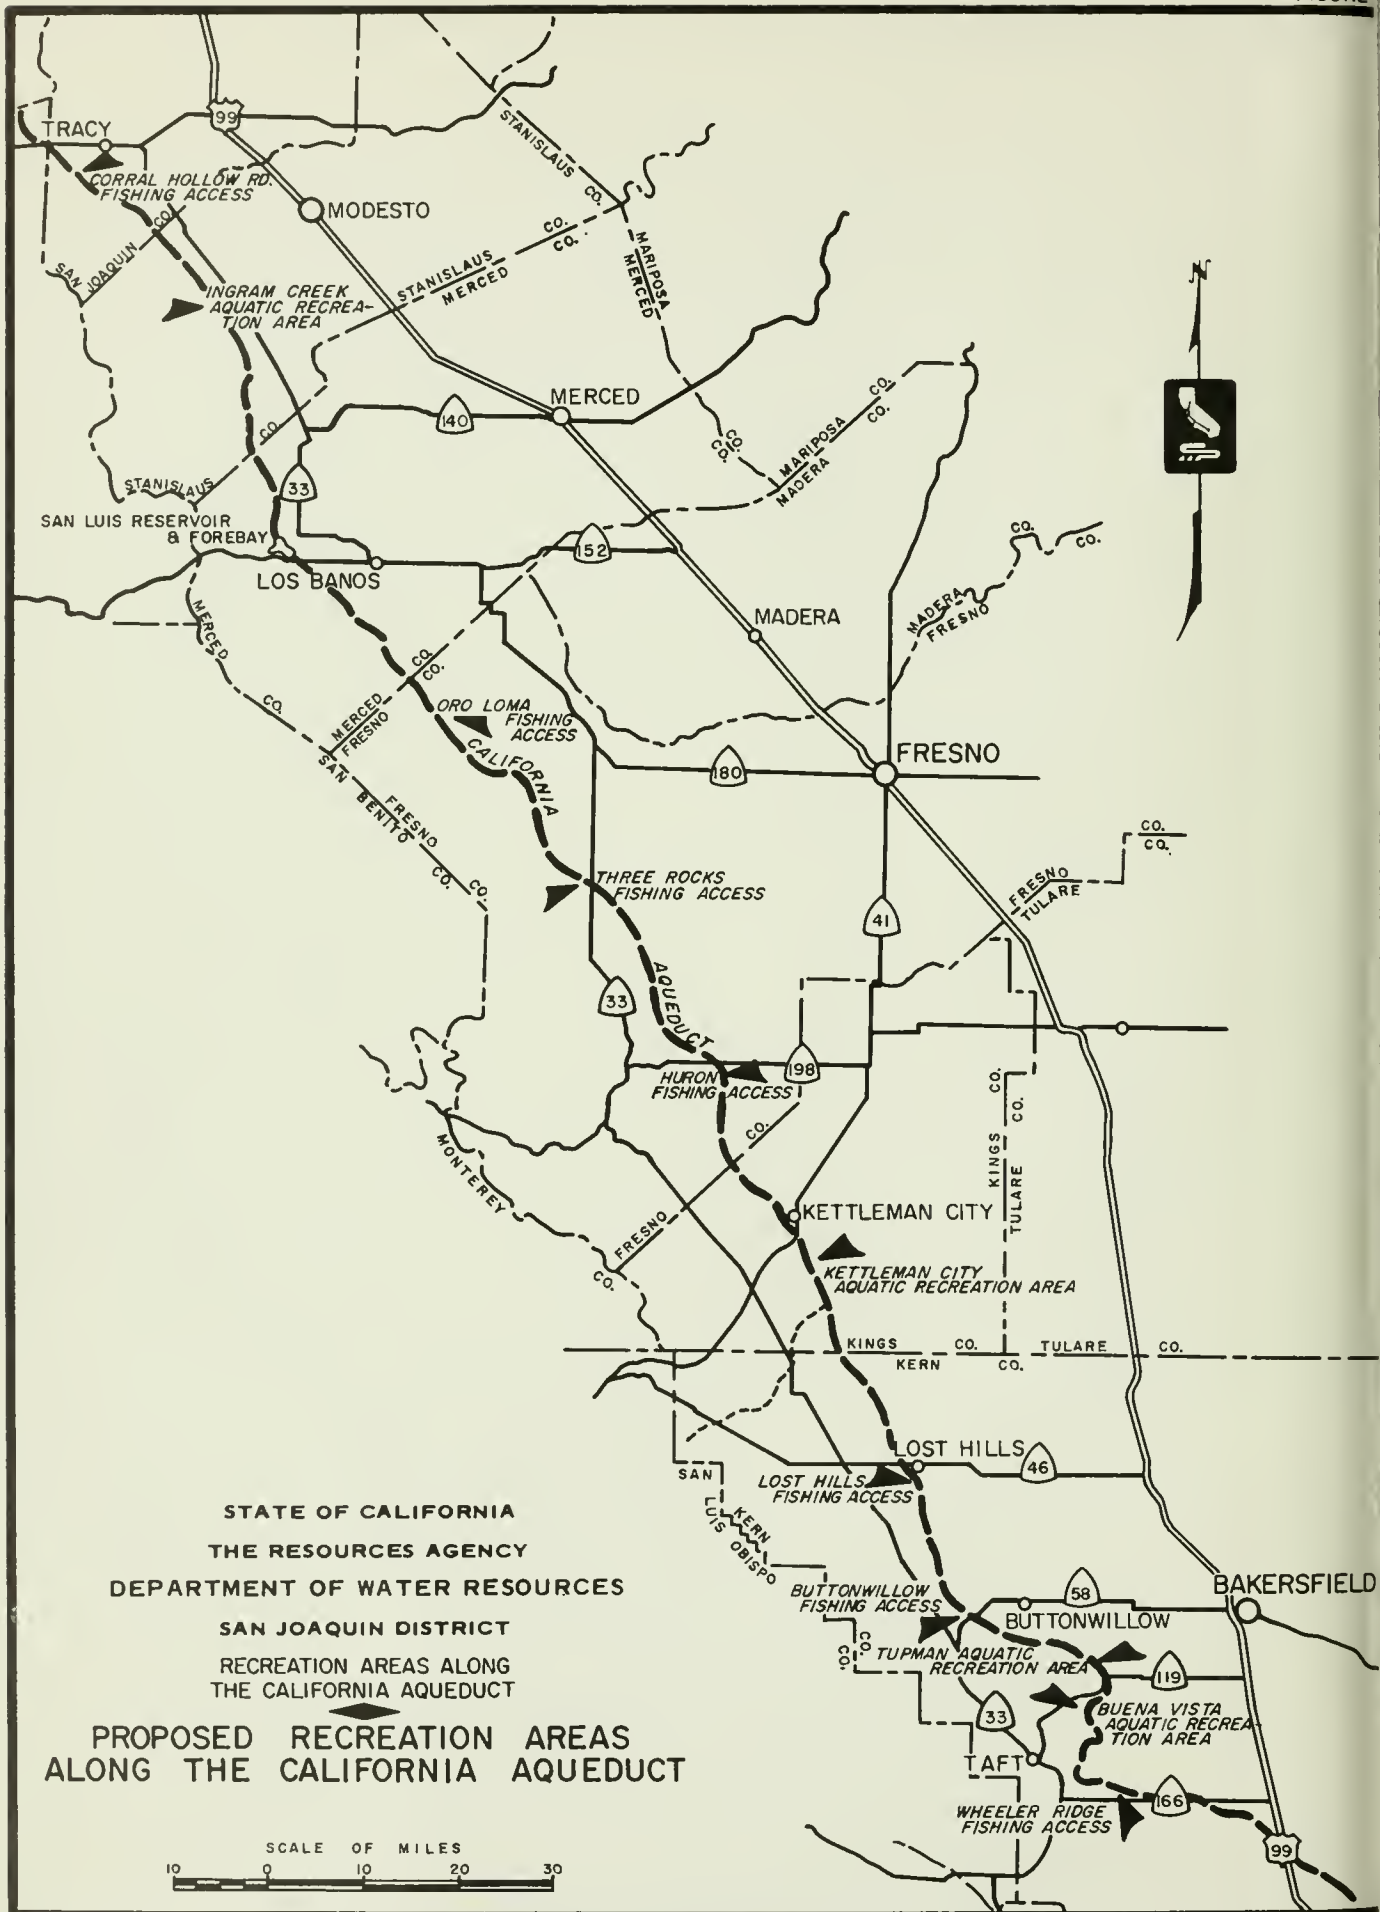 TRACY
99
CORRAL HOLLOW RD.
FISHING ACCESS
MODESTO
STANISLAUS CO.
SAN JOAQUIN CO.
STANISLAUS CO.
MERCED CO.
MARIPOSA
MERCED
INGRAM CREEK
AQUATIC RECREA-
TION AREA
N
MERCED
140
CO.
CO.
CO.
MARIPOSA CO.
MADERA CO.
STANISLAUS
33
SAN LUIS RESERVOIR
& FOREBAY
152
LOS BANOS
MERCED
CO.
MADERA
MADERA CO.
FRESNO CO.
MERCED CO.
FRESNO CO.
ORO LOMA
FISHING
ACCESS
CALIFORNIA
SAN BENITO CO.
FRESNO CO.
180
FRESNO
THREE ROCKS
FISHING ACCESS
CO.
CO.
FRESNO
TULARE
41
AQUEDUCT
33
198
HURON
FISHING ACCESS
KINGS CO.
TULARE CO.
MONTEREY
CO.
FRESNO
CO.
KETTLEMAN CITY
KETTLEMAN CITY
AQUATIC RECREATION AREA
KINGS CO. TULARE CO.
KERN CO.
LOST HILLS
46
LOST HILLS
FISHING ACCESS
SAN
LUIS
OBISPO
KERN
CO.
CO.
BUTTONWILLOW
FISHING ACCESS
58
BUTTONWILLOW
BAKERSFIELD
TUPMAN AQUATIC
RECREATION AREA
119
33
BUENA VISTA
AQUATIC RECREA-
TION AREA
TAFT
166
WHEELER RIDGE
FISHING ACCESS
99
STATE OF CALIFORNIA
THE RESOURCES AGENCY
DEPARTMENT OF WATER RESOURCES
SAN JOAQUIN DISTRICT
RECREATION AREAS ALONG
THE CALIFORNIA AQUEDUCT
PROPOSED RECREATION AREAS
ALONG THE CALIFORNIA AQUEDUCT
SCALE OF MILES
10 0 10 20 30